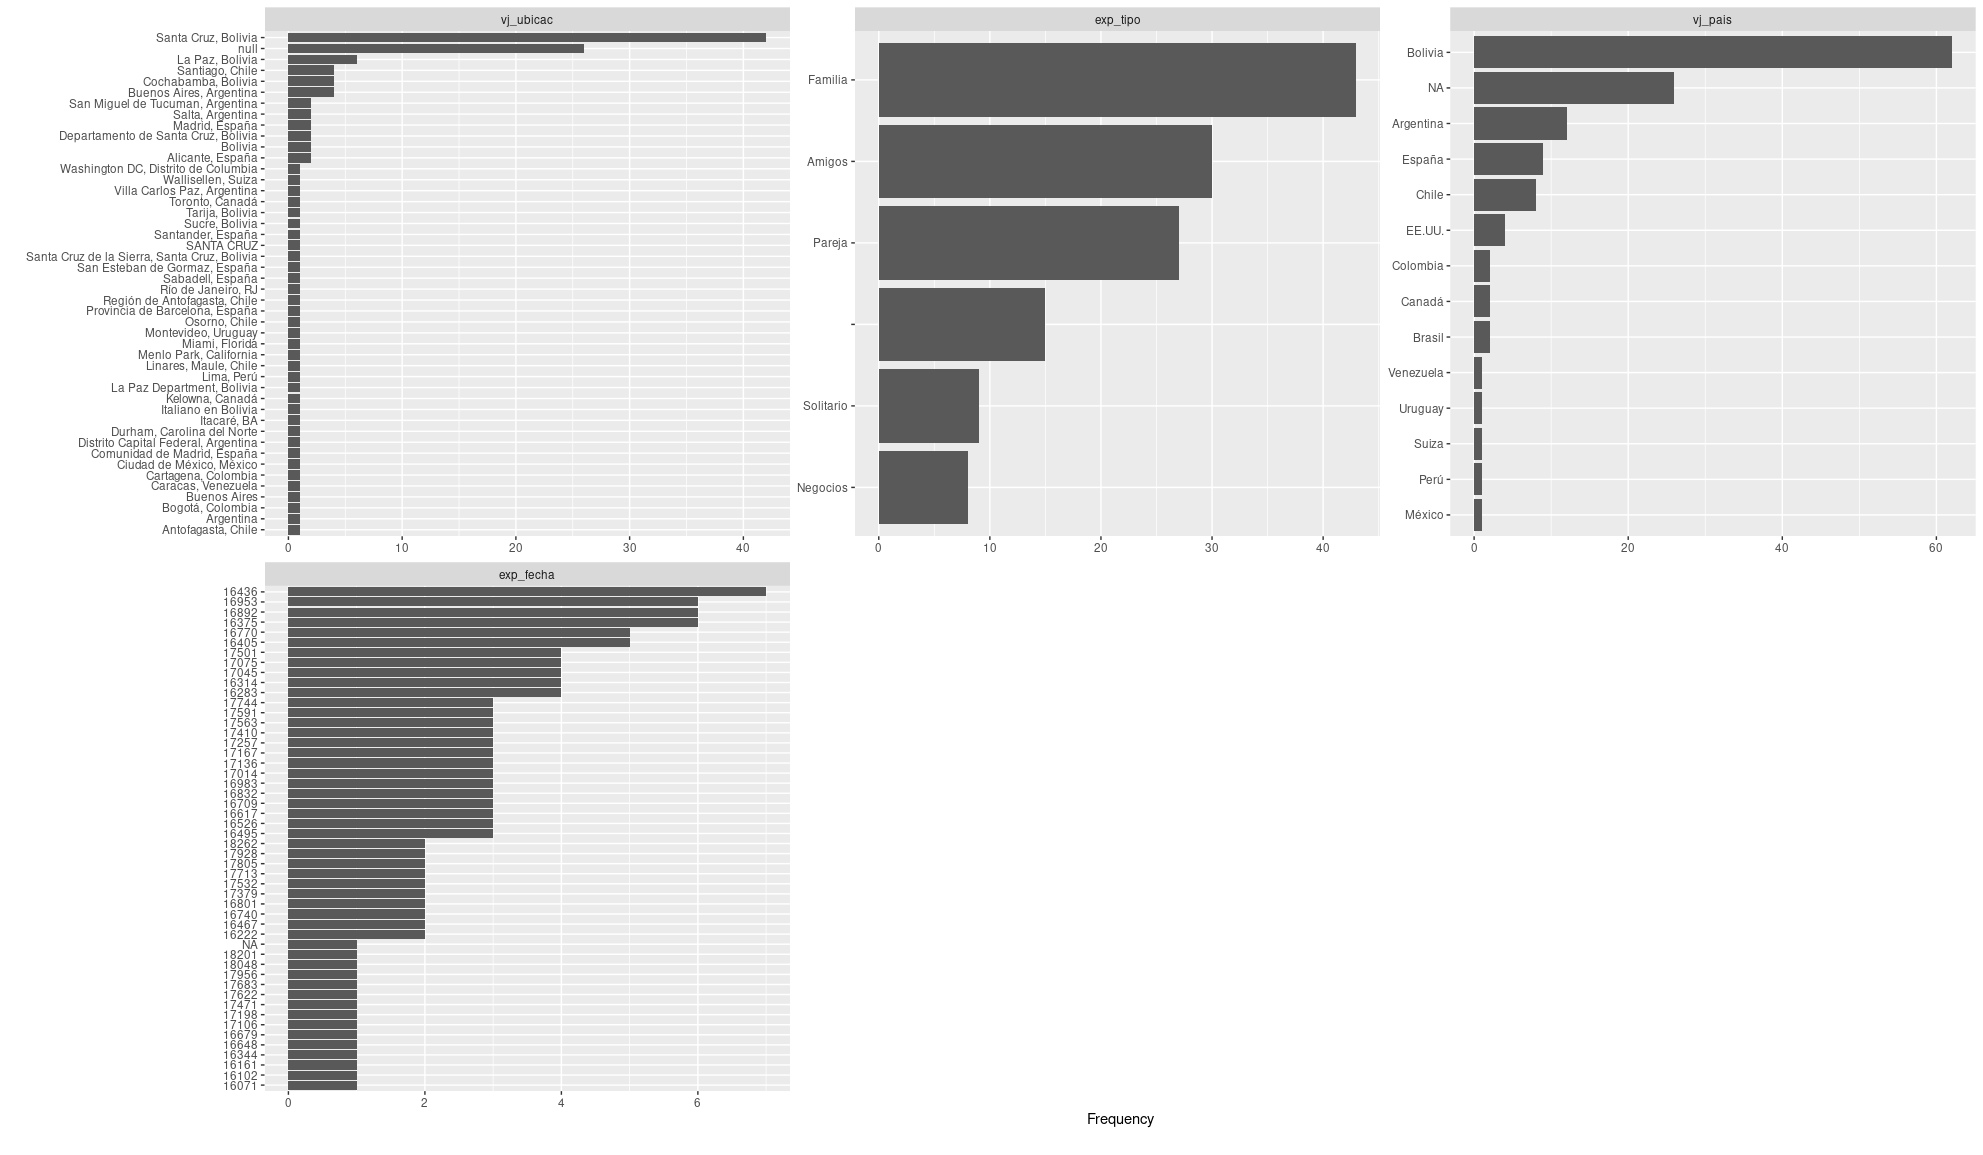 vj_ubicac
Santa Cruz, Bolivia
null
La Paz, Bolivia
Santiago, Chile
Cochabamba, Bolivia
Buenos Aires, Argentina
San Miguel de Tucuman, Argentina
Salta, Argentina
Madrid, España
Departamento de Santa Cruz, Bolivia
Bolivia
Alicante, España
Washington DC, Distrito de Columbia
Wallisellen, Suiza
Villa Carlos Paz, Argentina
Toronto, Canadá
Tarija, Bolivia
Sucre, Bolivia
Santander, España
SANTA CRUZ
Santa Cruz de la Sierra, Santa Cruz, Bolivia
San Esteban de Gormaz, España
Sabadell, España
Río de Janeiro, RJ
Región de Antofagasta, Chile
Provincia de Barcelona, España
Osorno, Chile
Montevideo, Uruguay
Miami, Florida
Menlo Park, California
Linares, Maule, Chile
Lima, Perú
La Paz Department, Bolivia
Kelowna, Canadá
Italiano en Bolivia
Itacaré, BA
Durham, Carolina del Norte
Distrito Capital Federal, Argentina
Comunidad de Madrid, España
Ciudad de México, México
Cartagena, Colombia
Caracas, Venezuela
Buenos Aires
Bogotá, Colombia
Argentina
Antofagasta, Chile
0 10 20 30 40
exp_tipo
Familia
Amigos
Pareja
Solitario
Negocios
0 10 20 30 40
vj_pais
Bolivia
NA
Argentina
España
Chile
EE.UU.
Colombia
Canadá
Brasil
Venezuela
Uruguay
Suiza
Perú
México
0 20 40 60
exp_fecha
16436
16953
16892
16375
16770
16405
17501
17075
17045
16314
16283
17744
17591
17563
17410
17257
17167
17136
17014
16983
16832
16709
16617
16526
16495
18262
17928
17805
17713
17532
17379
16801
16740
16467
16222
NA
18201
18048
17956
17683
17622
17471
17198
17106
16679
16648
16344
16161
16102
16071
0 2 4 6
Frequency